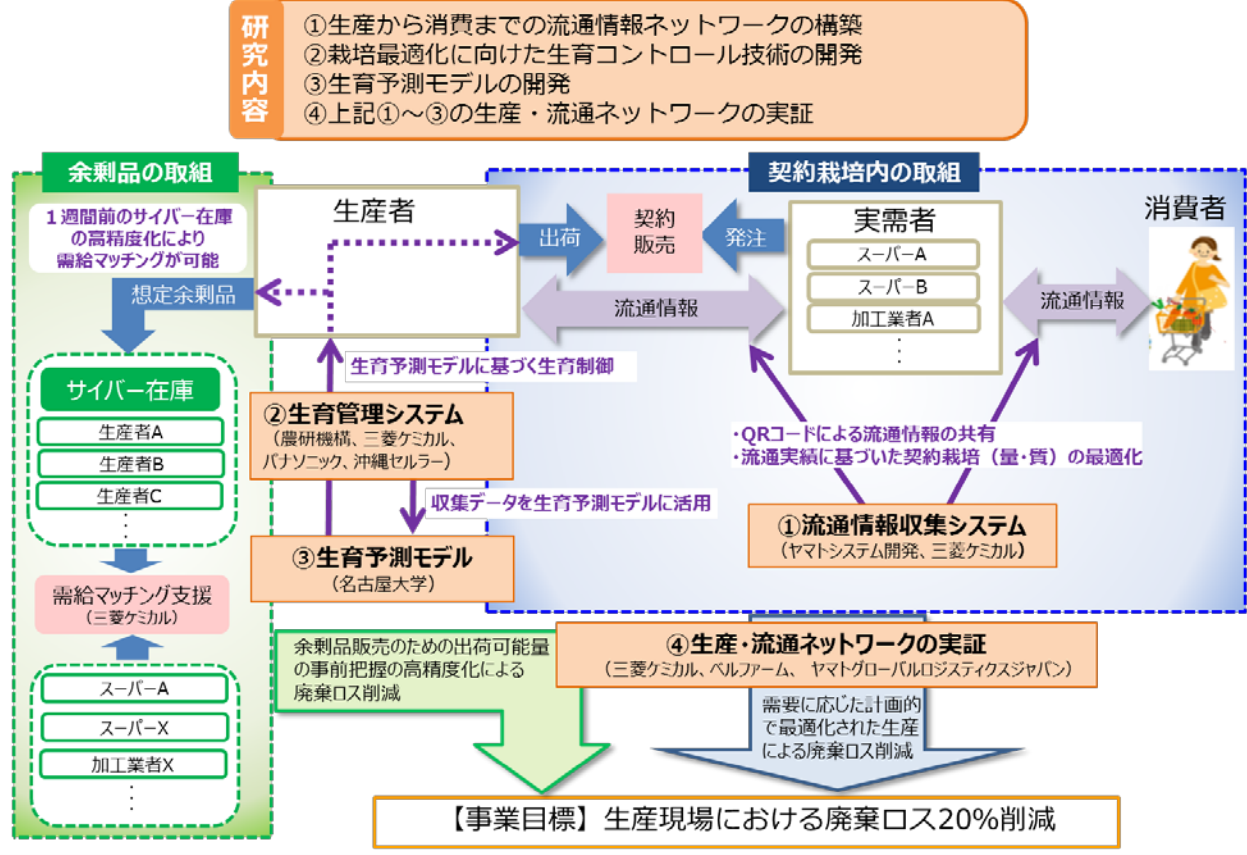 研究内容
①生産から消費までの流通情報ネットワークの構築
②栽培最適化に向けた生育コントロール技術の開発
③生育予測モデルの開発
④上記①～③の生産・流通ネットワークの実証
余剰品の取組
１週間前のサイバー在庫
の高精度化により
需給マッチングが可能
想定余剰品
サイバー在庫
生産者A
生産者B
生産者C
⋮
需給マッチング支援
（三菱ケミカル）
スーパーA
スーパーX
加工業者X
⋮
生産者
契約栽培内の取組
出荷
契約
販売
発注
実需者
スーパーA
スーパーB
加工業者A
⋮
消費者
流通情報
流通情報
生育予測モデルに基づく生育制御
②生育管理システム
（農研機構、三菱ケミカル、
パナソニック、沖縄セルラー）
収集データを生育予測モデルに活用
③生育予測モデル
（名古屋大学）
・QRコードによる流通情報の共有
・流通実績に基づいた契約栽培（量・質）の最適化
①流通情報収集システム
（ヤマトシステム開発、三菱ケミカル）
余剰品販売のための出荷可能量
の事前把握の高精度化による
廃棄ロス削減
④生産・流通ネットワークの実証
（三菱ケミカル、ベルファーム、 ヤマトグローバルロジスティクスジャパン）
需要に応じた計画的
で最適化された生産
による廃棄ロス削減
【事業目標】生産現場における廃棄ロス20%削減